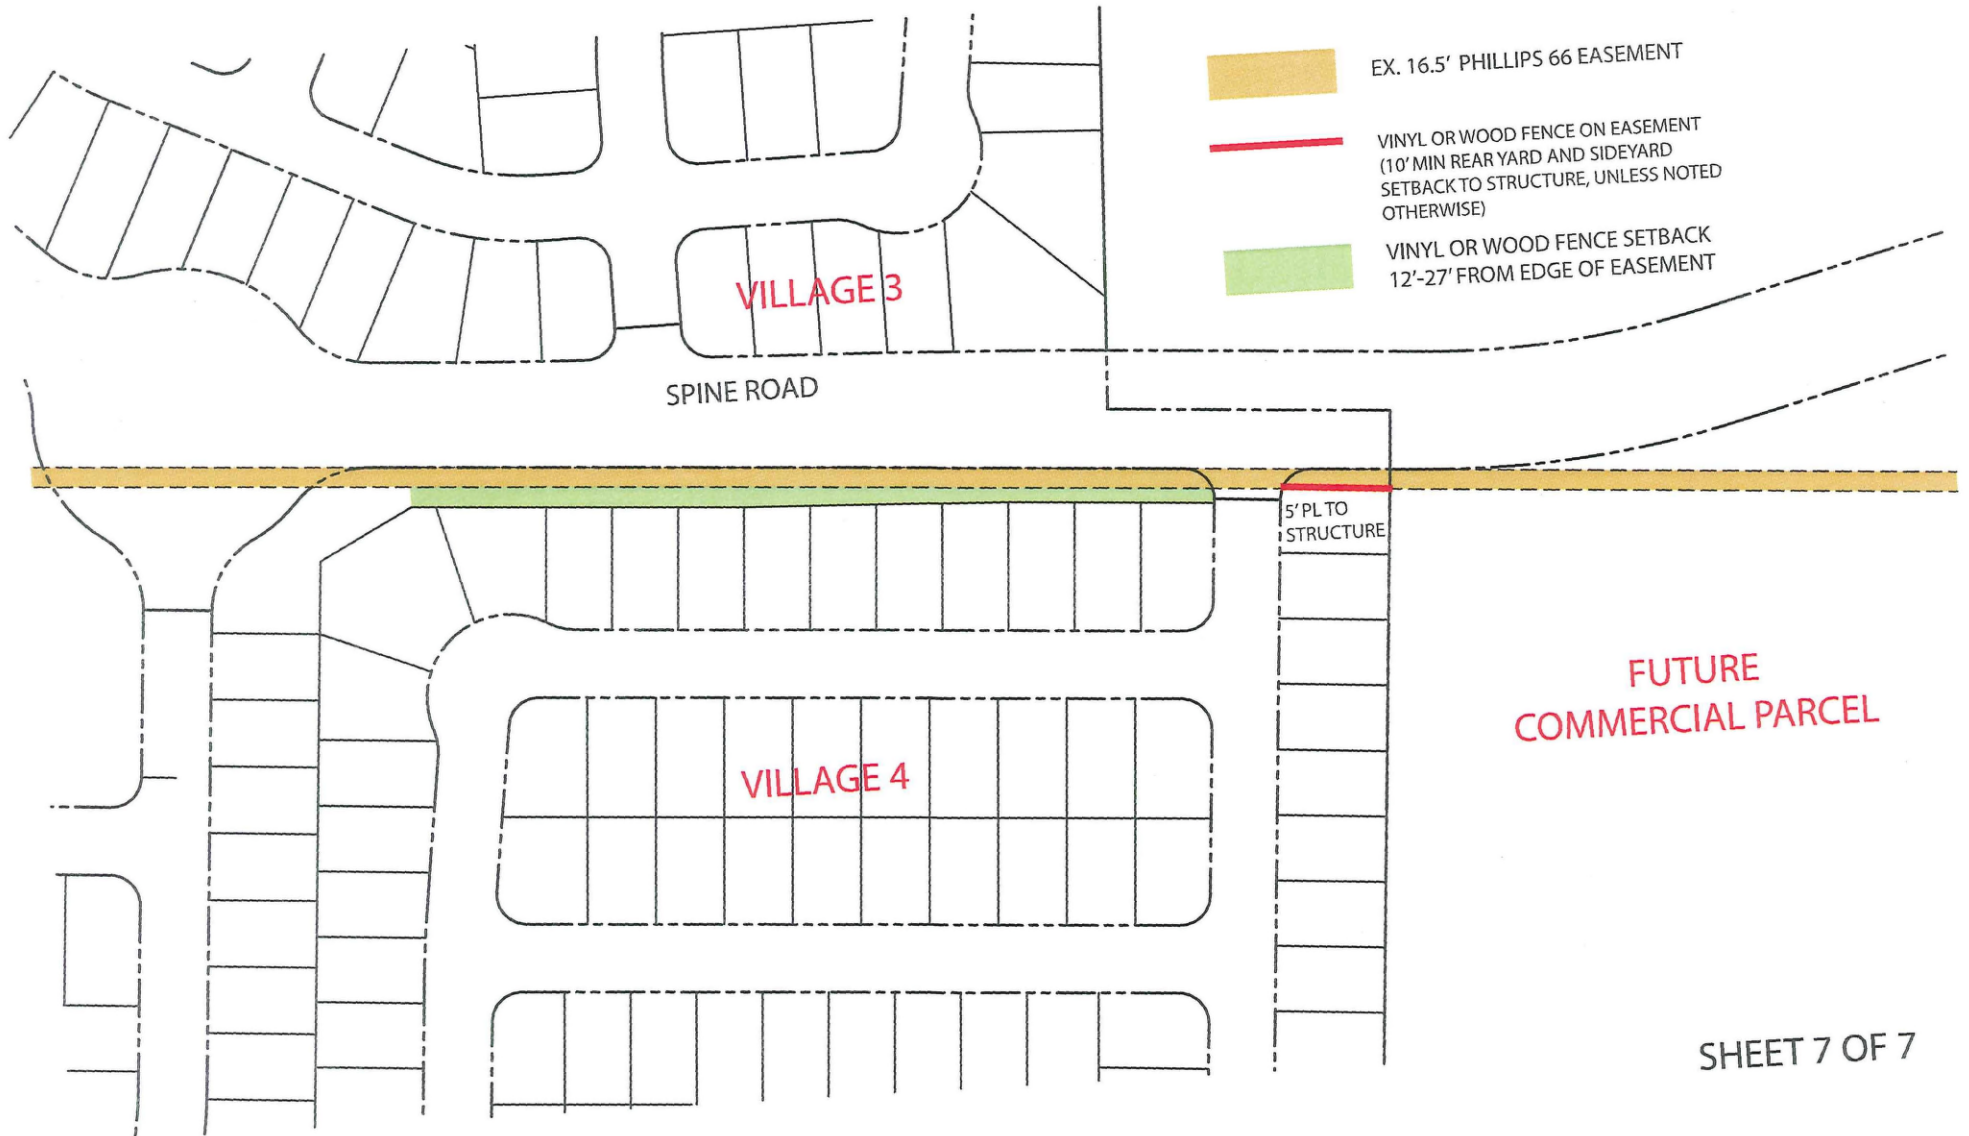 EX. 16.5' PHILLIPS 66 EASEMENT
VINYL OR WOOD FENCE ON EASEMENT
(10' MIN REAR YARD AND SIDEYARD
SETBACK TO STRUCTURE, UNLESS NOTED
OTHERWISE)
VINYL OR WOOD FENCE SETBACK
12'-27' FROM EDGE OF EASEMENT
VILLAGE 3
SPINE ROAD
5' PL TO
STRUCTURE
FUTURE
COMMERCIAL PARCEL
VILLAGE 4
SHEET 7 OF 7